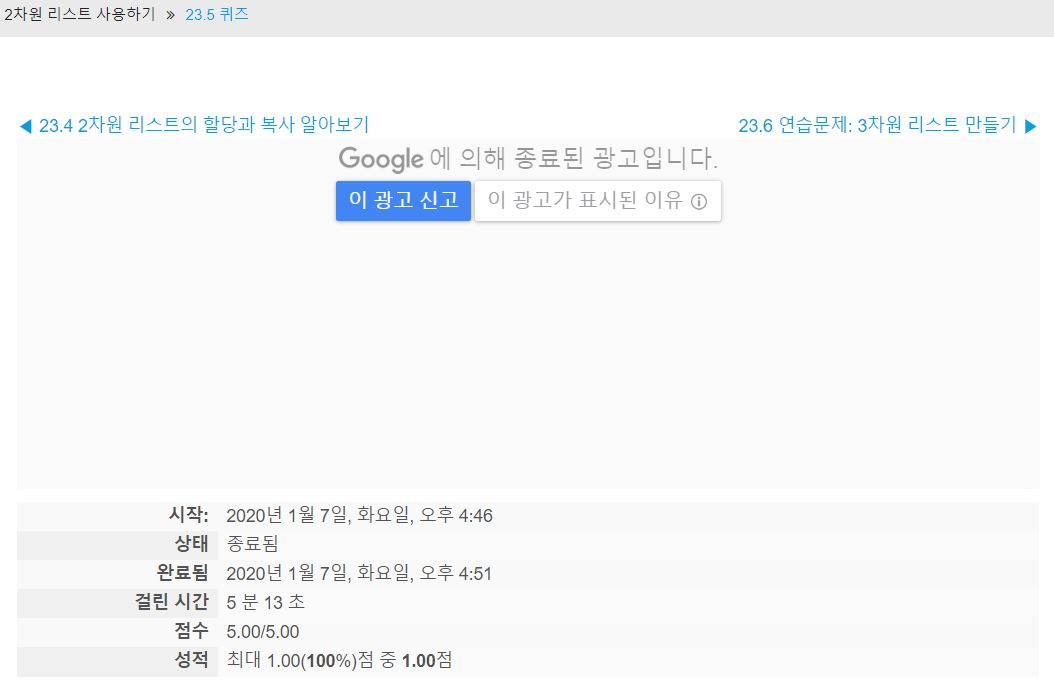 2차원 리스트 사용하기 » 23.5 퀴즈
◀ 23.4 2차원 리스트의 할당과 복사 알아보기
23.6 연습문제: 3차원 리스트 만들기 ▶
Google 에 의해 종료된 광고입니다.
이 광고 신고 이 광고가 표시된 이유 ⓘ
시작: 2020년 1월 7일, 화요일, 오후 4:46
상태 종료됨
완료됨 2020년 1월 7일, 화요일, 오후 4:51
걸린 시간 5 분 13 초
점수 5.00/5.00
성적 최대 1.00(100%)점 중 1.00점